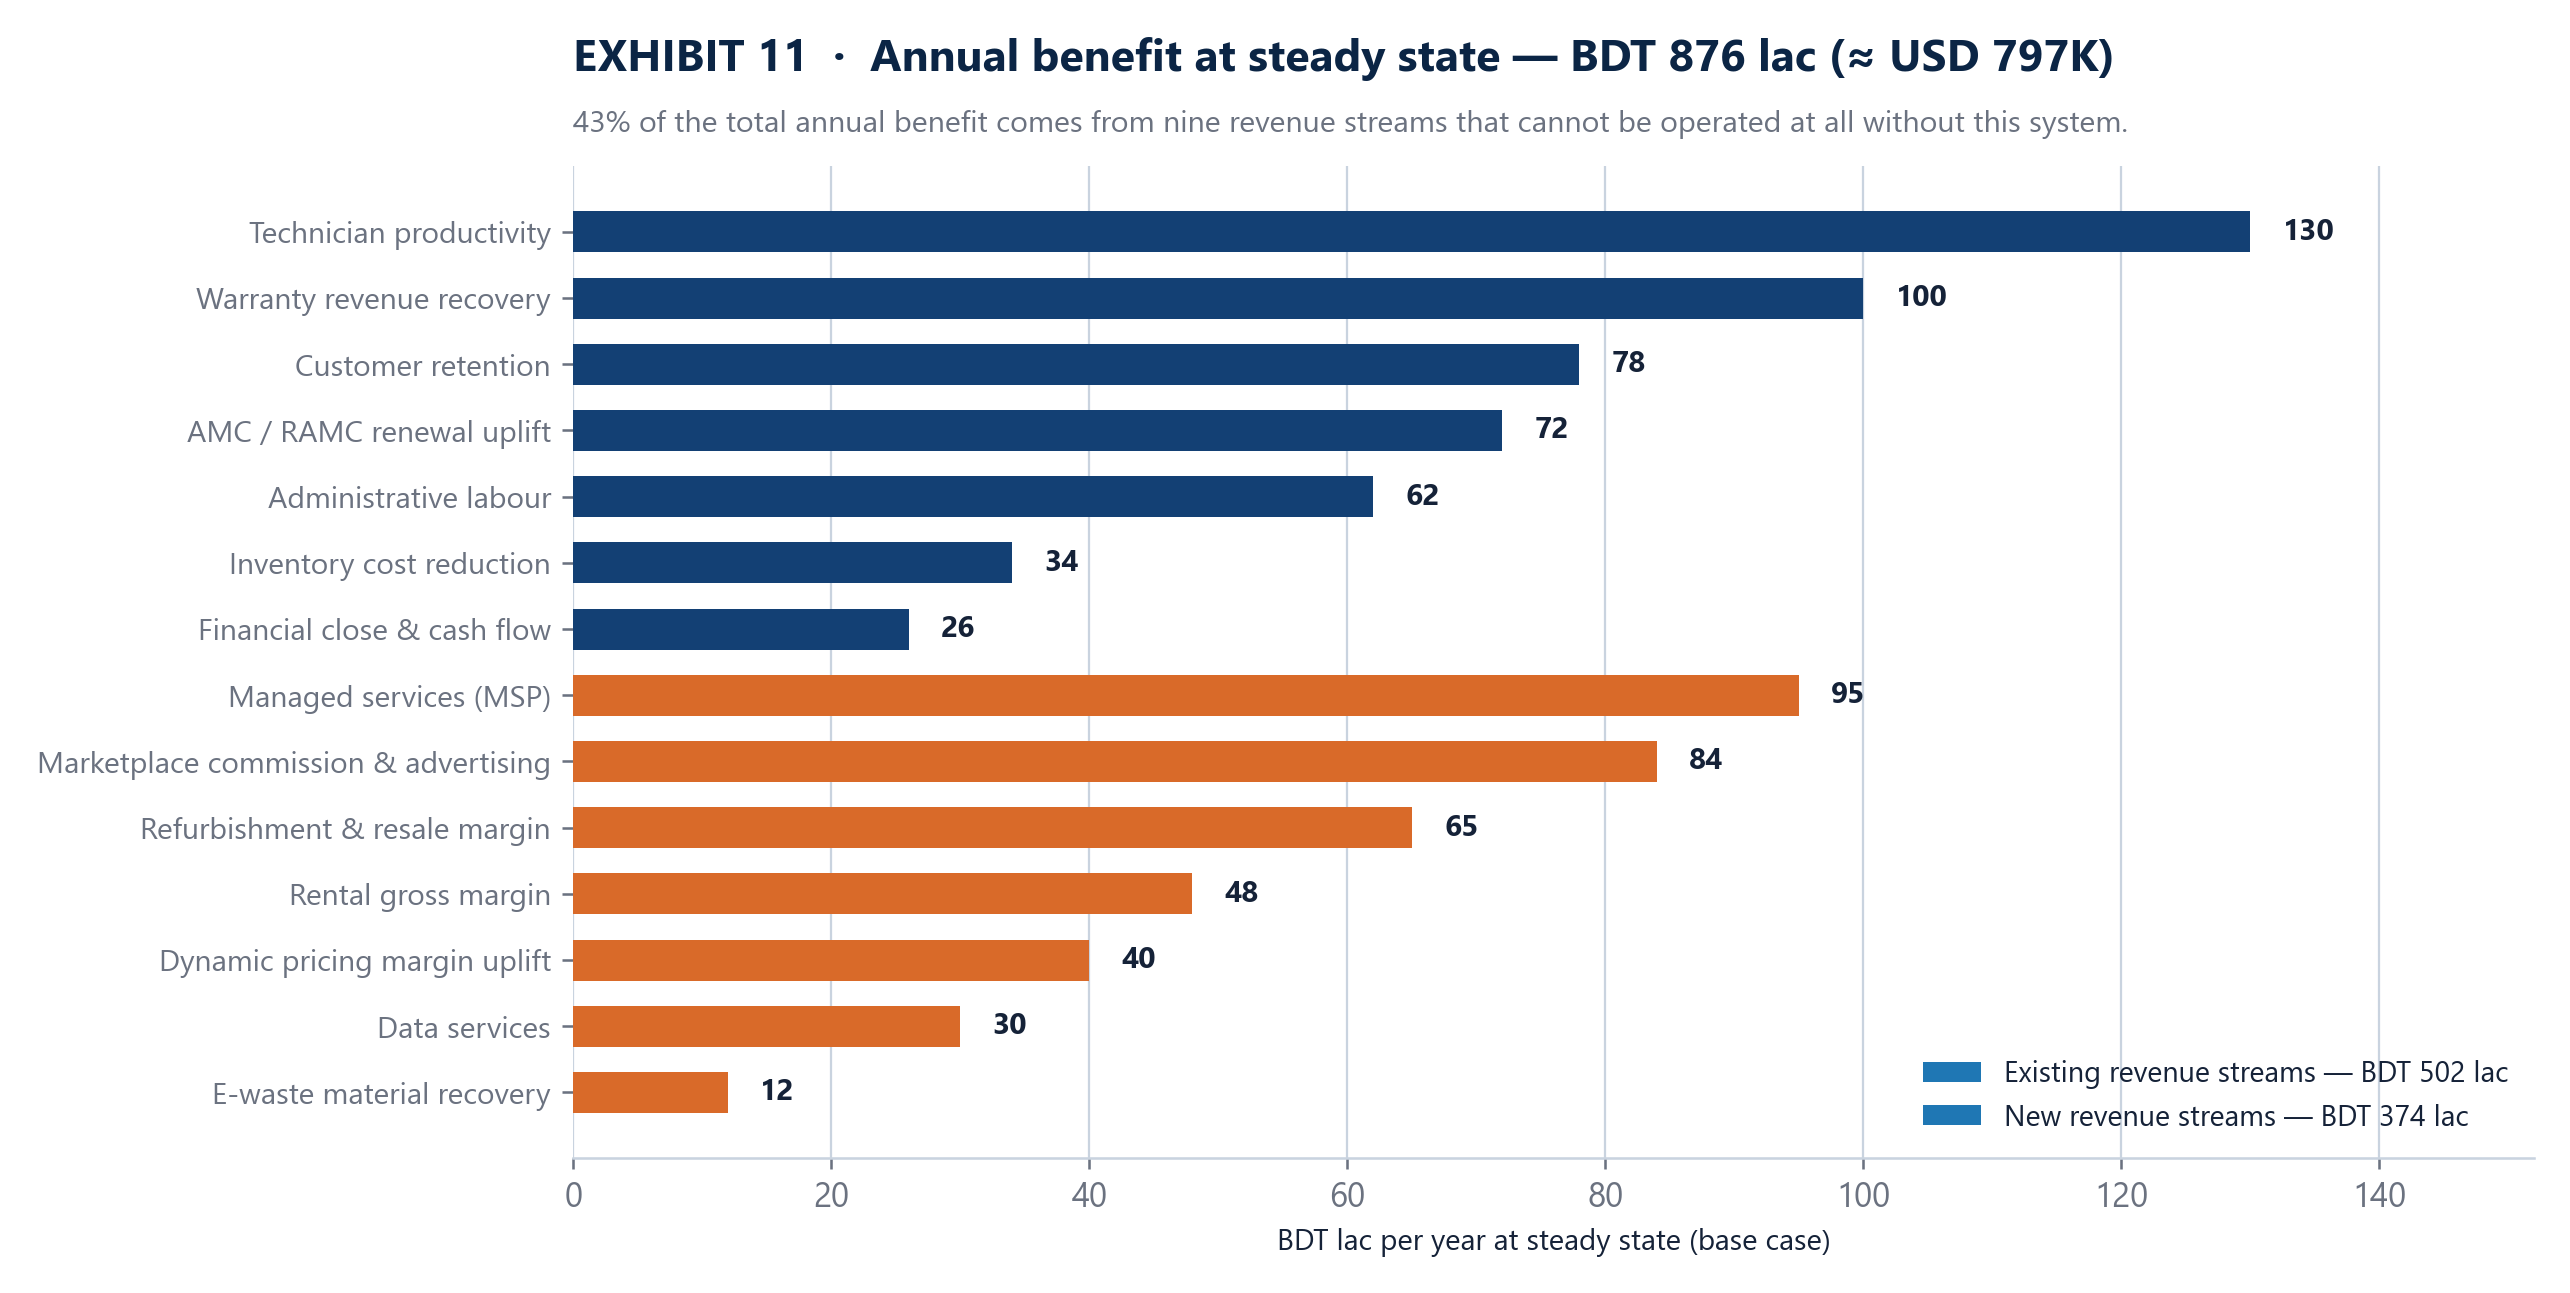 EXHIBIT 11 · Annual benefit at steady state — BDT 876 lac (≈ USD 797K)
43% of the total annual benefit comes from nine revenue streams that cannot be operated at all without this system.
Technician productivity 130
Warranty revenue recovery 100
Customer retention 78
AMC / RAMC renewal uplift 72
Administrative labour 62
Inventory cost reduction 34
Financial close & cash flow 26
Managed services (MSP) 95
Marketplace commission & advertising 84
Refurbishment & resale margin 65
Rental gross margin 48
Dynamic pricing margin uplift 40
Data services 30
E-waste material recovery 12
Existing revenue streams — BDT 502 lac
New revenue streams — BDT 374 lac
0 20 40 60 80 100 120 140
BDT lac per year at steady state (base case)